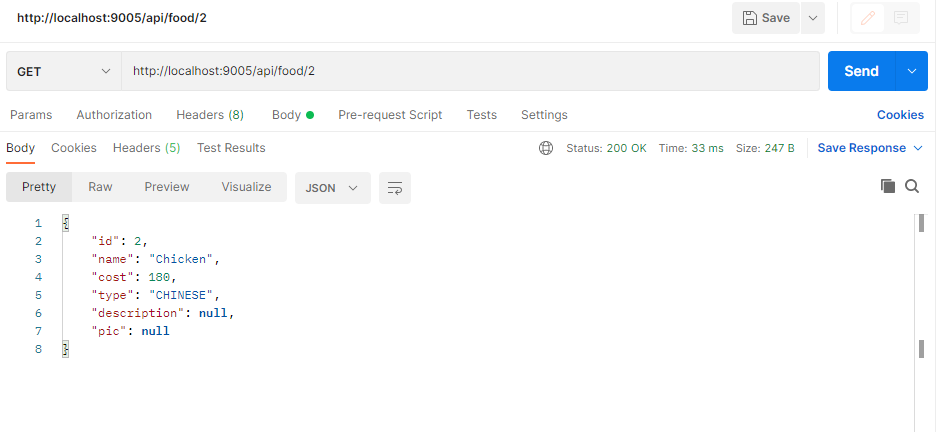 http://localhost:9005/api/food/2
Save
GET http://localhost:9005/api/food/2 Send
Params Authorization Headers (8) Body Pre-request Script Tests Settings Cookies
Body Cookies Headers (5) Test Results Status: 200 OK Time: 33 ms Size: 247 B Save Response
Pretty Raw Preview Visualize JSON
1 {
2 "id": 2,
3 "name": "Chicken",
4 "cost": 180,
5 "type": "CHINESE",
6 "description": null,
7 "pic": null
8 }